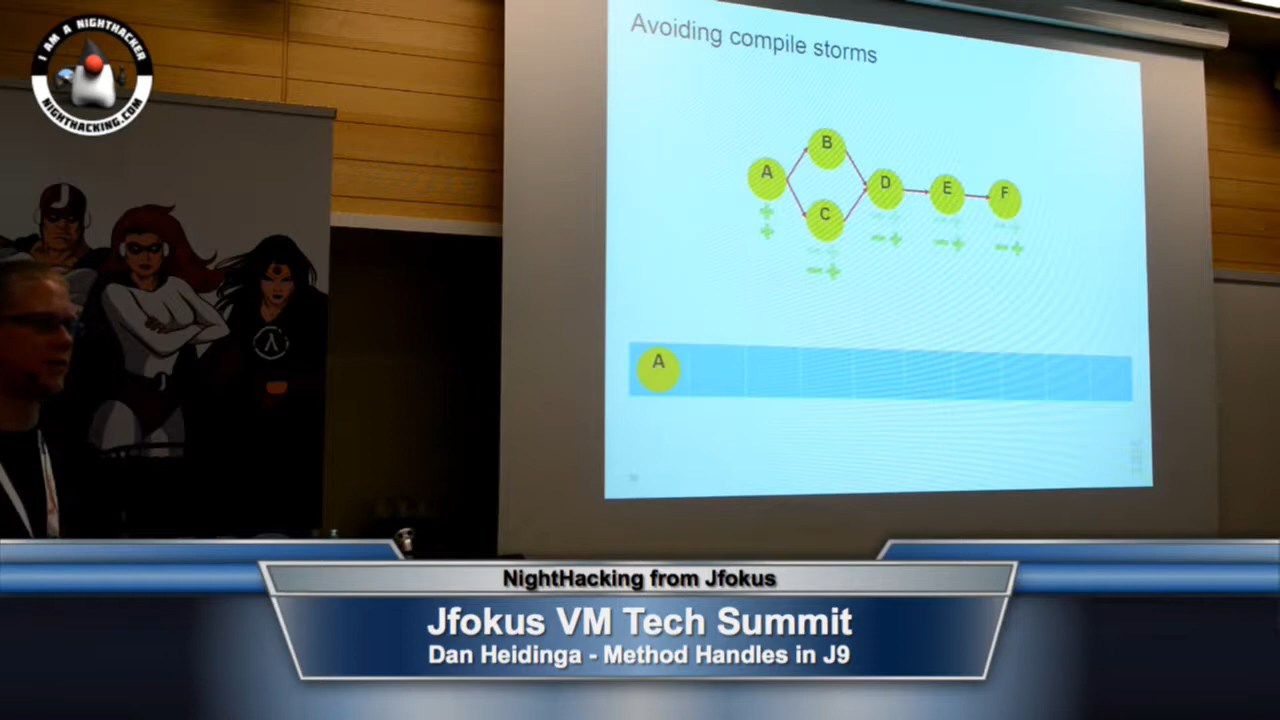 I AM A NIGHTHACKER
NIGHTHACKING.COM
Avoiding compile storms
B
A
D
E
F
C
+
+
-+
-+
-+
-+
A
J
λ
NightHacking from Jfokus
Jfokus VM Tech Summit
Dan Heidinga - Method Handles in J9